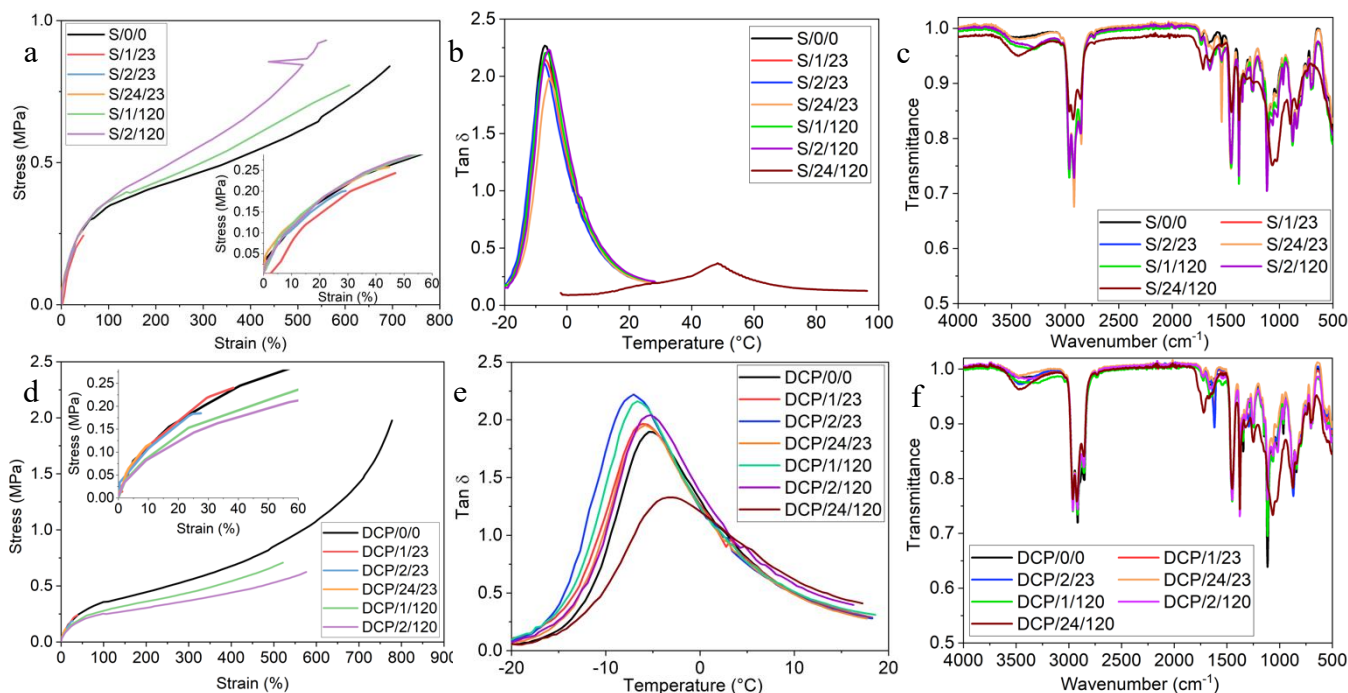 a
1.0
0.5
0.0
Stress (MPa)
S/0/0
S/1/23
S/2/23
S/24/23
S/1/120
S/2/120
0.20
0.15
0.10
0.05
Stress (MPa)
0 10 20 30 40 50 60
Strain (%)
0 100 200 300 400 500 600 700 800
Strain (%)
b
2.5
2.0
1.5
1.0
0.5
0.0
Tan δ
S/0/0
S/1/23
S/2/23
S/24/23
S/1/120
S/2/120
S/24/120
-20 0 20 40 60 80 100
Temperature (°C)
c
1.0
0.9
0.8
0.7
0.6
0.5
Transmittance
S/0/0 S/1/23
S/2/23 S/24/23
S/1/120 S/2/120
S/24/120
4000 3000 2000 1500 1000 500
Wavenumber (cm⁻¹)
d
2.5
2.0
1.5
1.0
0.5
0.0
Stress (MPa)
0.25
0.20
0.15
0.10
0.05
0.00
Stress (MPa)
0 10 20 30 40 50 60
Strain (%)
DCP/0/0
DCP/1/23
DCP/2/23
DCP/24/23
DCP/1/120
DCP/2/120
0 100 200 300 400 500 600 700 800 900
Strain (%)
e
2.5
2.0
1.5
1.0
0.5
0.0
Tan δ
DCP/0/0
DCP/1/23
DCP/2/23
DCP/24/23
DCP/1/120
DCP/2/120
DCP/24/120
-20 -10 0 10 20
Temperature (°C)
f
1.0
0.9
0.8
0.7
0.6
0.5
Transmittance
DCP/0/0 DCP/1/23
DCP/2/23 DCP/24/23
DCP/1/120 DCP/2/120
DCP/24/120
4000 3000 2000 1500 1000 500
Wavenumber (cm⁻¹)